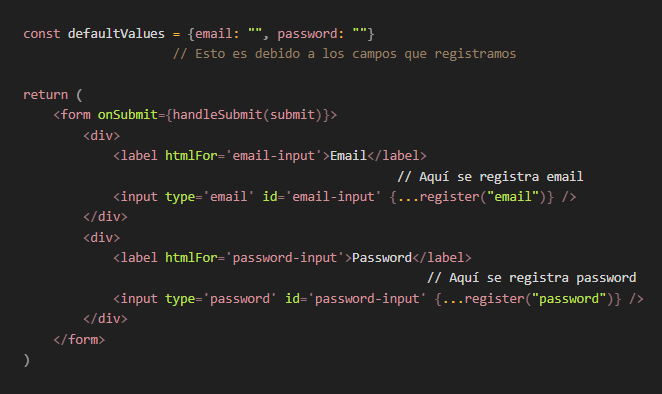 const defaultValues = {email: "", password: ""}
// Esto es debido a los campos que registramos
return (
<form onSubmit={handleSubmit(submit)}>
<div>
<label htmlFor='email-input'>Email</label>
// Aquí se registra email
<input type='email' id='email-input' {...register("email")} />
</div>
<div>
<label htmlFor='password-input'>Password</label>
// Aquí se registra password
<input type='password' id='password-input' {...register("password")} />
</div>
</form>
)